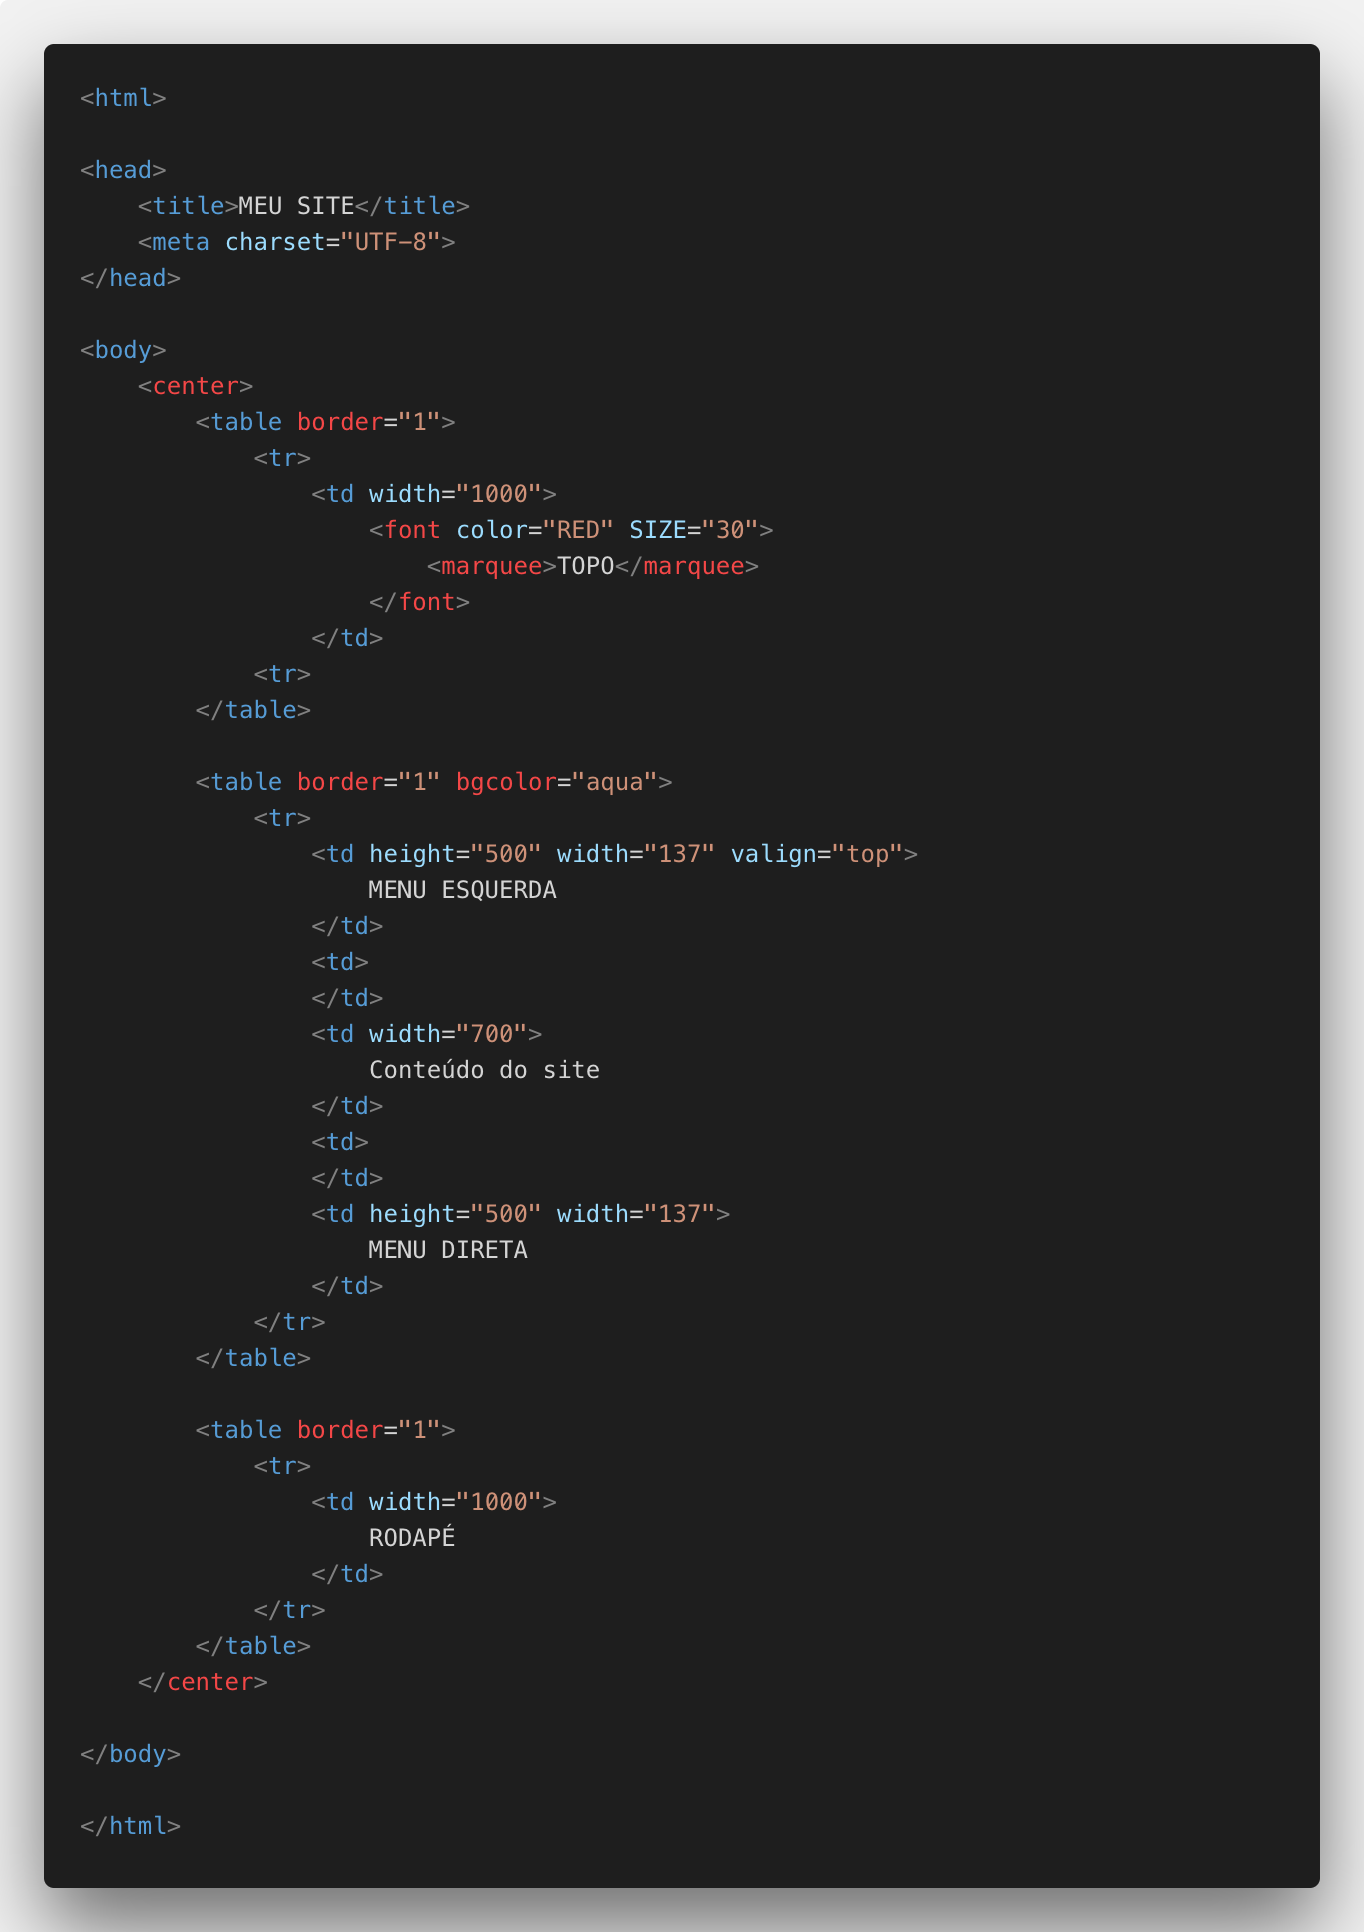 <html>

<head>
    <title>MEU SITE</title>
    <meta charset="UTF-8">
</head>

<body>
    <center>
        <table border="1">
            <tr>
                <td width="1000">
                    <font color="RED" SIZE="30">
                        <marquee>TOPO</marquee>
                    </font>
                </td>
            <tr>
        </table>

        <table border="1" bgcolor="aqua">
            <tr>
                <td height="500" width="137" valign="top">
                    MENU ESQUERDA
                </td>
                <td>
                </td>
                <td width="700">
                    Conteúdo do site
                </td>
                <td>
                </td>
                <td height="500" width="137">
                    MENU DIRETA
                </td>
            </tr>
        </table>

        <table border="1">
            <tr>
                <td width="1000">
                    RODAPÉ
                </td>
            </tr>
        </table>
    </center>

</body>

</html>